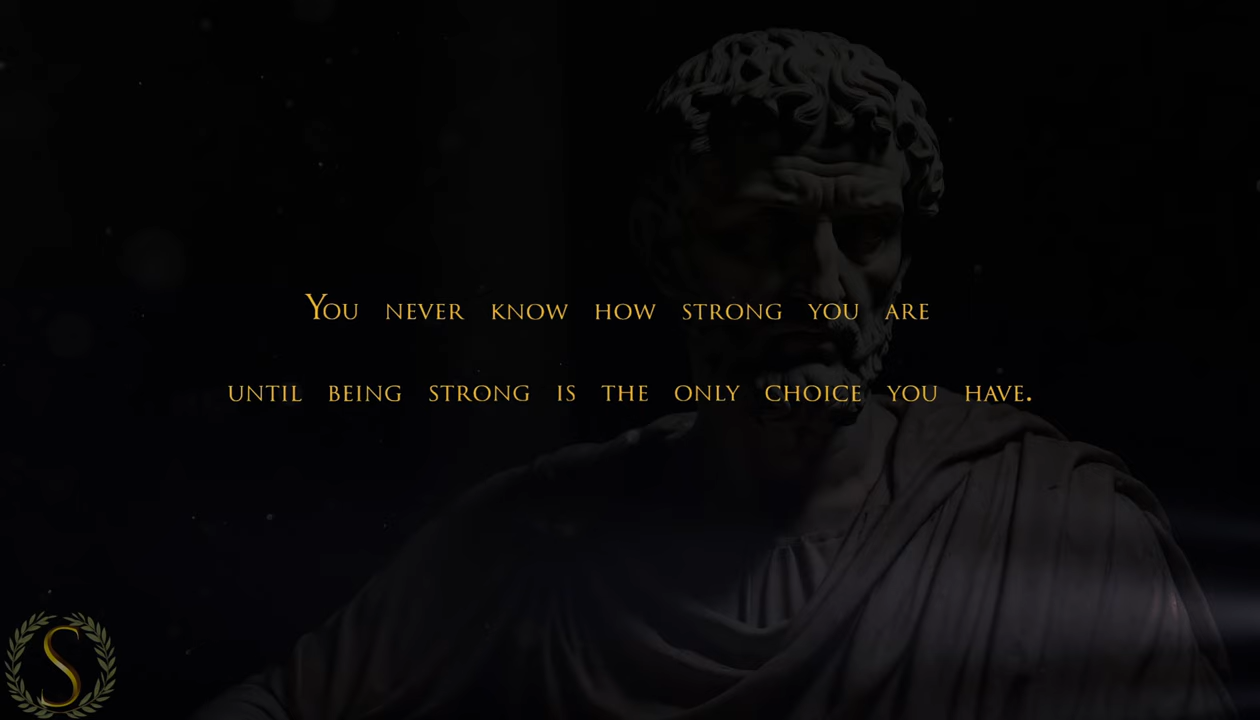 You never know how strong you are
until being strong is the only choice you have.
S